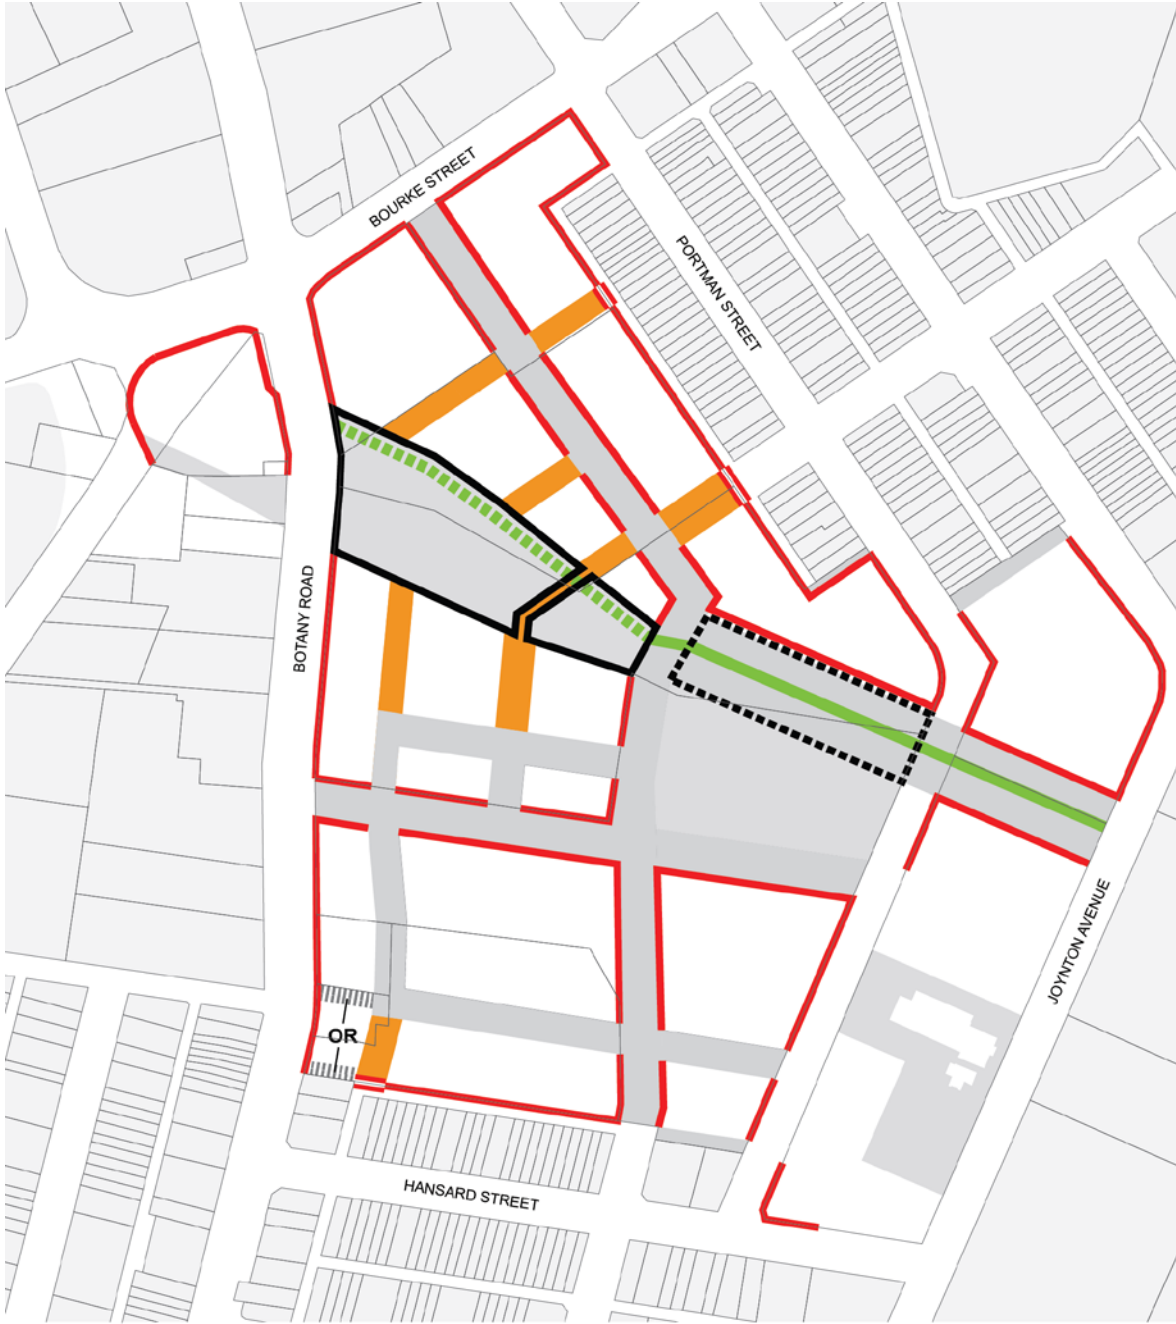 BOURKE STREET
PORTMAN STREET
BOTANY ROAD
JOYNTON AVENUE
OR
HANSARD STREET